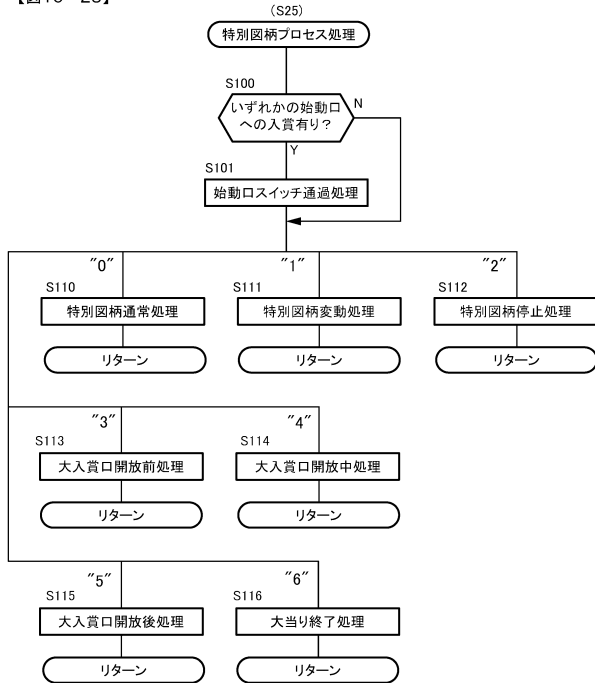 (S25)
特別図柄プロセス処理
S100
いずれかの始動口
への入賞有り？
N
Y
S101
始動口スイッチ通過処理
"0"
"1"
"2"
S110
S111
S112
特別図柄通常処理
特別図柄変動処理
特別図柄停止処理
リターン
リターン
リターン
"3"
"4"
S113
S114
大入賞口開放前処理
大入賞口開放中処理
リターン
リターン
"5"
"6"
S115
S116
大入賞口開放後処理
大当り終了処理
リターン
リターン